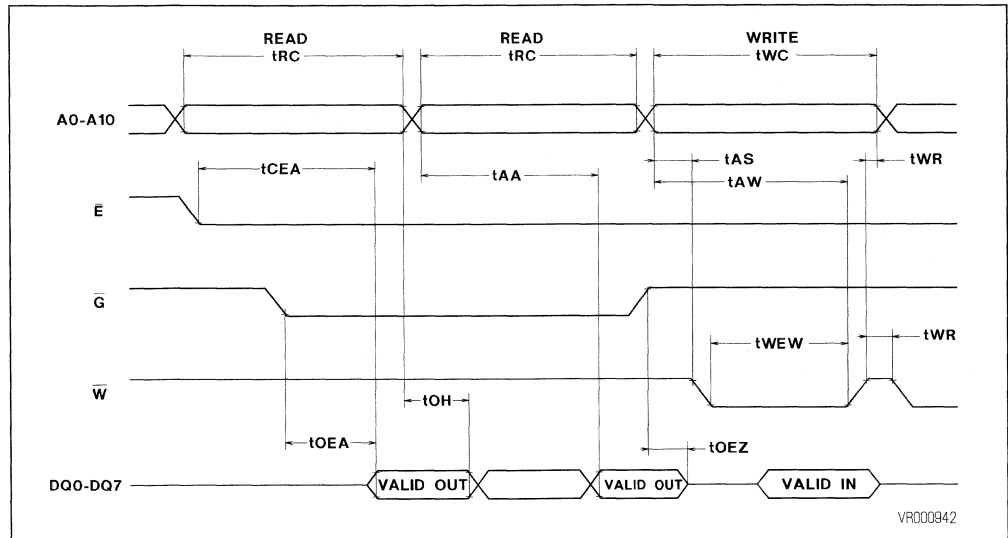 READ READ WRITE
tRC tRC tWC
A0-A10
tAS tWR
tCEA tAA tAW
E̅
G̅
tWEW tWR
W̅
tOH
tOEA tOEZ
DQ0-DQ7 VALID OUT VALID OUT VALID IN
VR000942